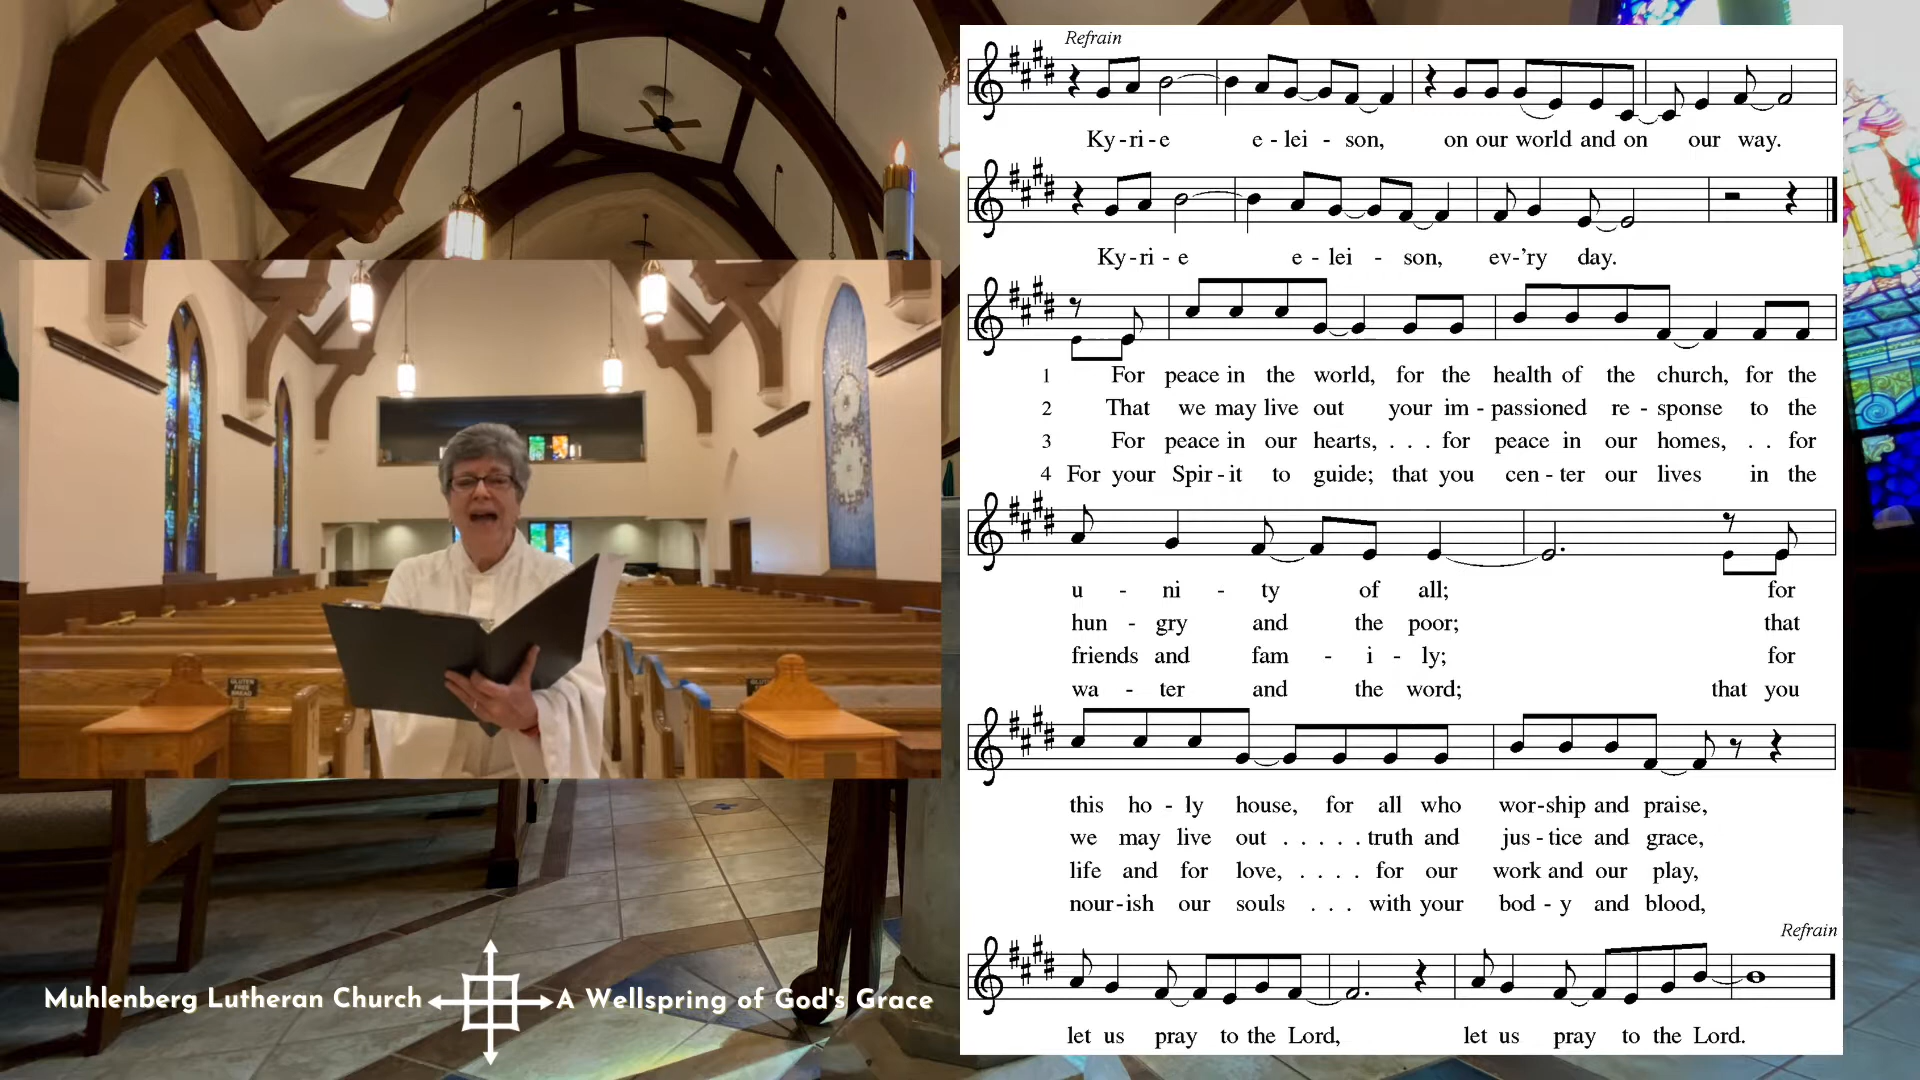 Refrain
Ky - ri - e e - lei - son, on our world and on our way.
Ky - ri - e e - lei - son, ev-'ry day.
1 For peace in the world, for the health of the church, for the
2 That we may live out your im - passioned re - sponse to the
3 For peace in our hearts, . . . for peace in our homes, . . for
4 For your Spir - it to guide; that you cen - ter our lives in the
u - ni - ty of all; for
hun - gry and the poor; that
friends and fam - i - ly; for
wa - ter and the word; that you
this ho - ly house, for all who wor-ship and praise,
we may live out . . . . . truth and jus - tice and grace,
life and for love, . . . . for our work and our play,
nour-ish our souls . . . with your bod - y and blood,
Refrain
let us pray to the Lord, let us pray to the Lord.
GLUTEN
FREE
BREAD
Muhlenberg Lutheran Church A Wellspring of God's Grace